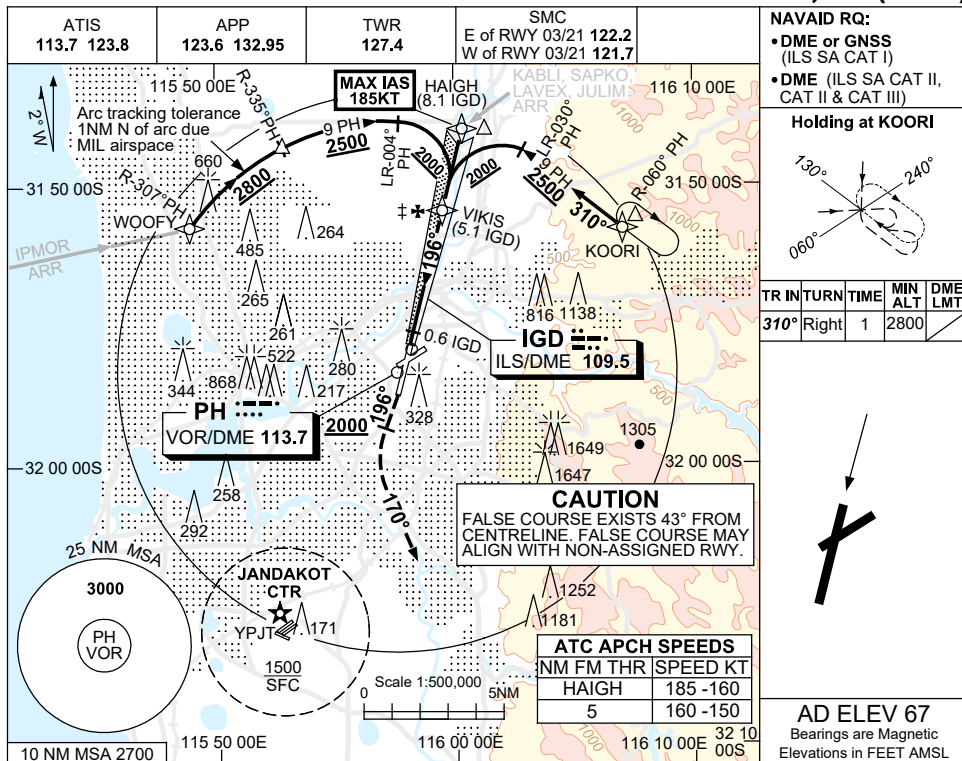 ATIS
113.7 123.8
APP
123.6 132.95
TWR
127.4
SMC
E of RWY 03/21 122.2
W of RWY 03/21 121.7
NAVAID RQ:
• DME or GNSS
(ILS SA CAT I)
• DME (ILS SA CAT II,
CAT II & CAT III)
Holding at KOORI
130°
240°
060°
TR IN TURN TIME MIN ALT DME LMT
310° Right 1 2800
AD ELEV 67
Bearings are Magnetic
Elevations in FEET AMSL
2° W
115 50 00E
116 00 00E
116 10 00E
MAX IAS
185KT
HAIGH
(8.1 IGD)
KABLI, SAPKO,
LAVEX, JULIM
ARR
Arc tracking tolerance
1NM N of arc due
MIL airspace
R-335° PH
9 PH
2500
LR-004° PH
2000
2000
LR-030° PH
9 PH
2500
310°
R-060° PH
1000
1000
31 50 00S
31 50 00S
660
R-307° PH
2800
WOOFY
IPMOR
ARR
VIKIS
(5.1 IGD)
196°
KOORI
500
500
485
264
265
261
816
1138
0.6 IGD
IGD
ILS/DME 109.5
522
280
344
868
217
328
PH
VOR/DME 113.7
2000
196°
500
1305
1649
1647
32 00 00S
32 00 00S
258
292
170°
CAUTION
FALSE COURSE EXISTS 43° FROM
CENTRELINE. FALSE COURSE MAY
ALIGN WITH NON-ASSIGNED RWY.
25 NM MSA
3000
PH
VOR
10 NM MSA 2700
JANDAKOT
CTR
YPJT
171
1500
SFC
1252
1181
Scale 1:500,000
0
5NM
ATC APCH SPEEDS
NM FM THR SPEED KT
HAIGH 185 -160
5 160 -150
1000
115 50 00E
116 00 00E
116 10 00E
32 10
00S